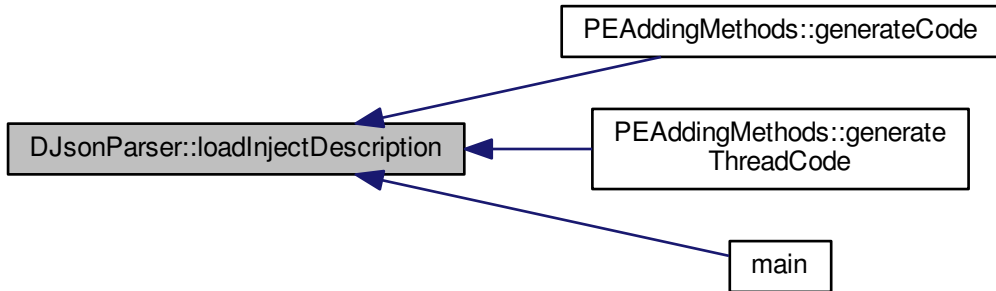 PEAddingMethods::generateCode
DJsonParser::loadInjectDescription
PEAddingMethods::generate
ThreadCode
main